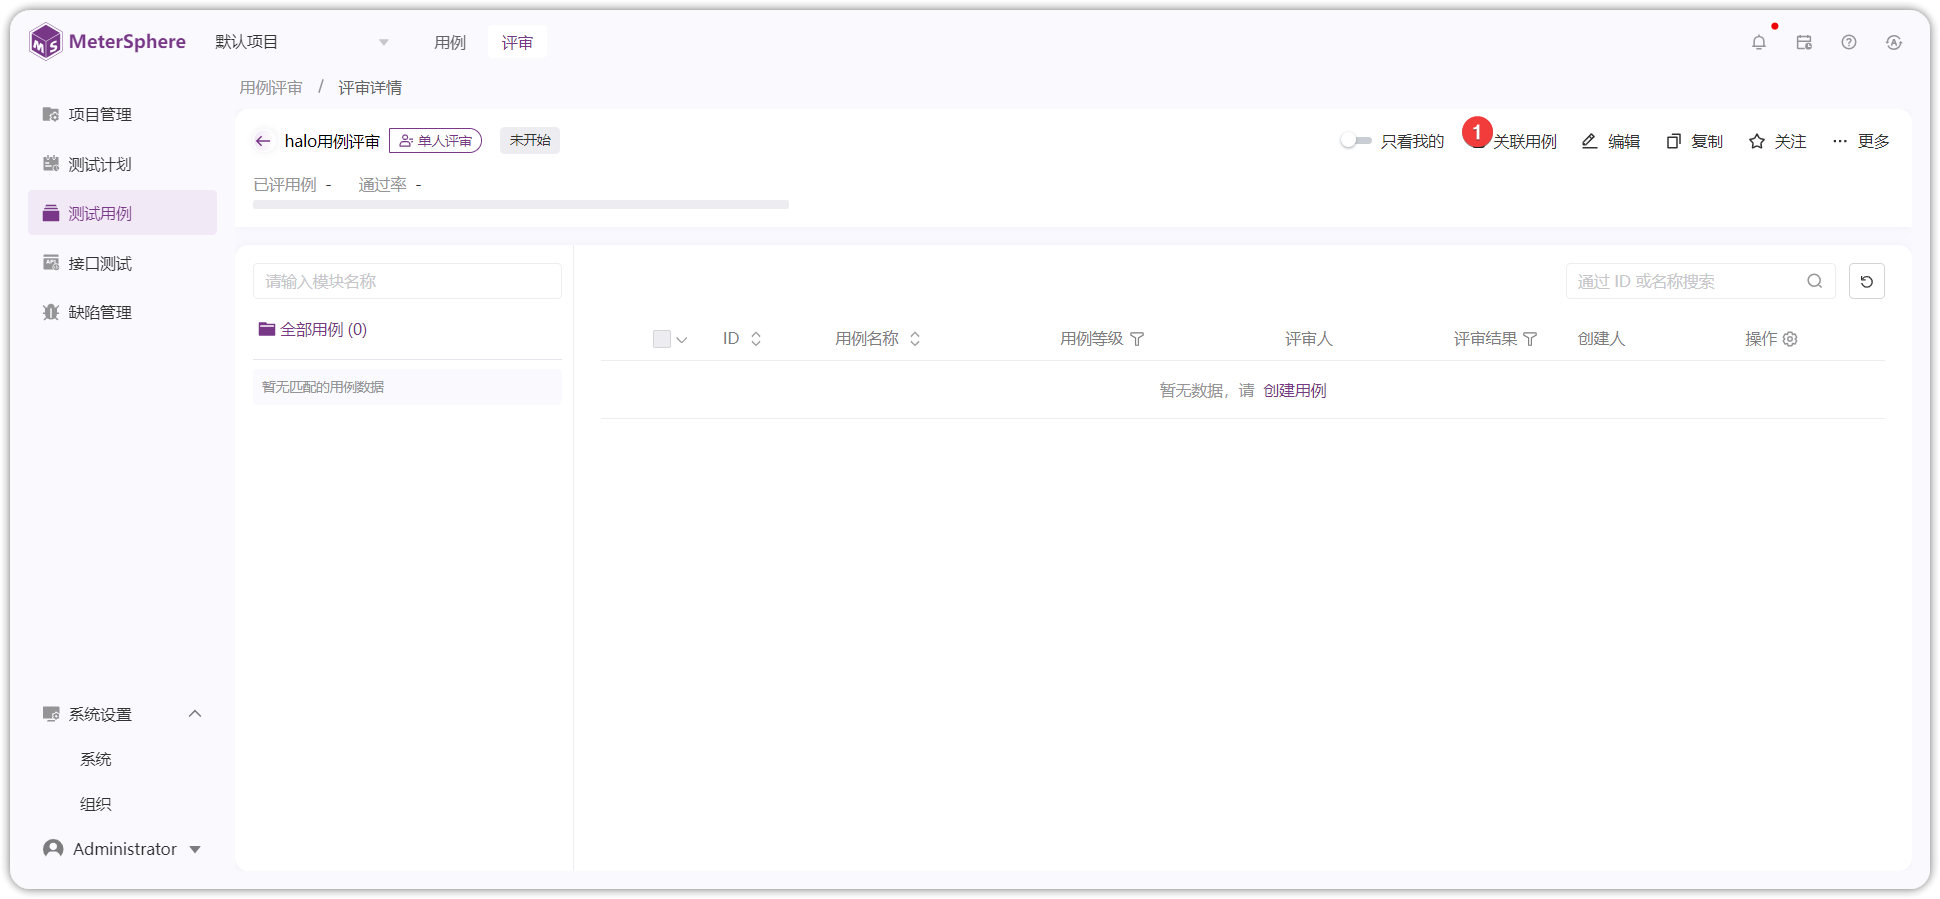 MeterSphere
默认项目
用例
评审
用例评审 / 评审详情
项目管理
测试计划
测试用例
接口测试
缺陷管理
系统设置
系统
组织
Administrator
halo用例评审
单人评审
未开始
只看我的
1
关联用例
编辑
复制
关注
更多
已评用例 -
通过率 -
请输入模块名称
全部用例 (0)
暂无匹配的用例数据
通过 ID 或名称搜索
ID
用例名称
用例等级
评审人
评审结果
创建人
操作
暂无数据，请 创建用例